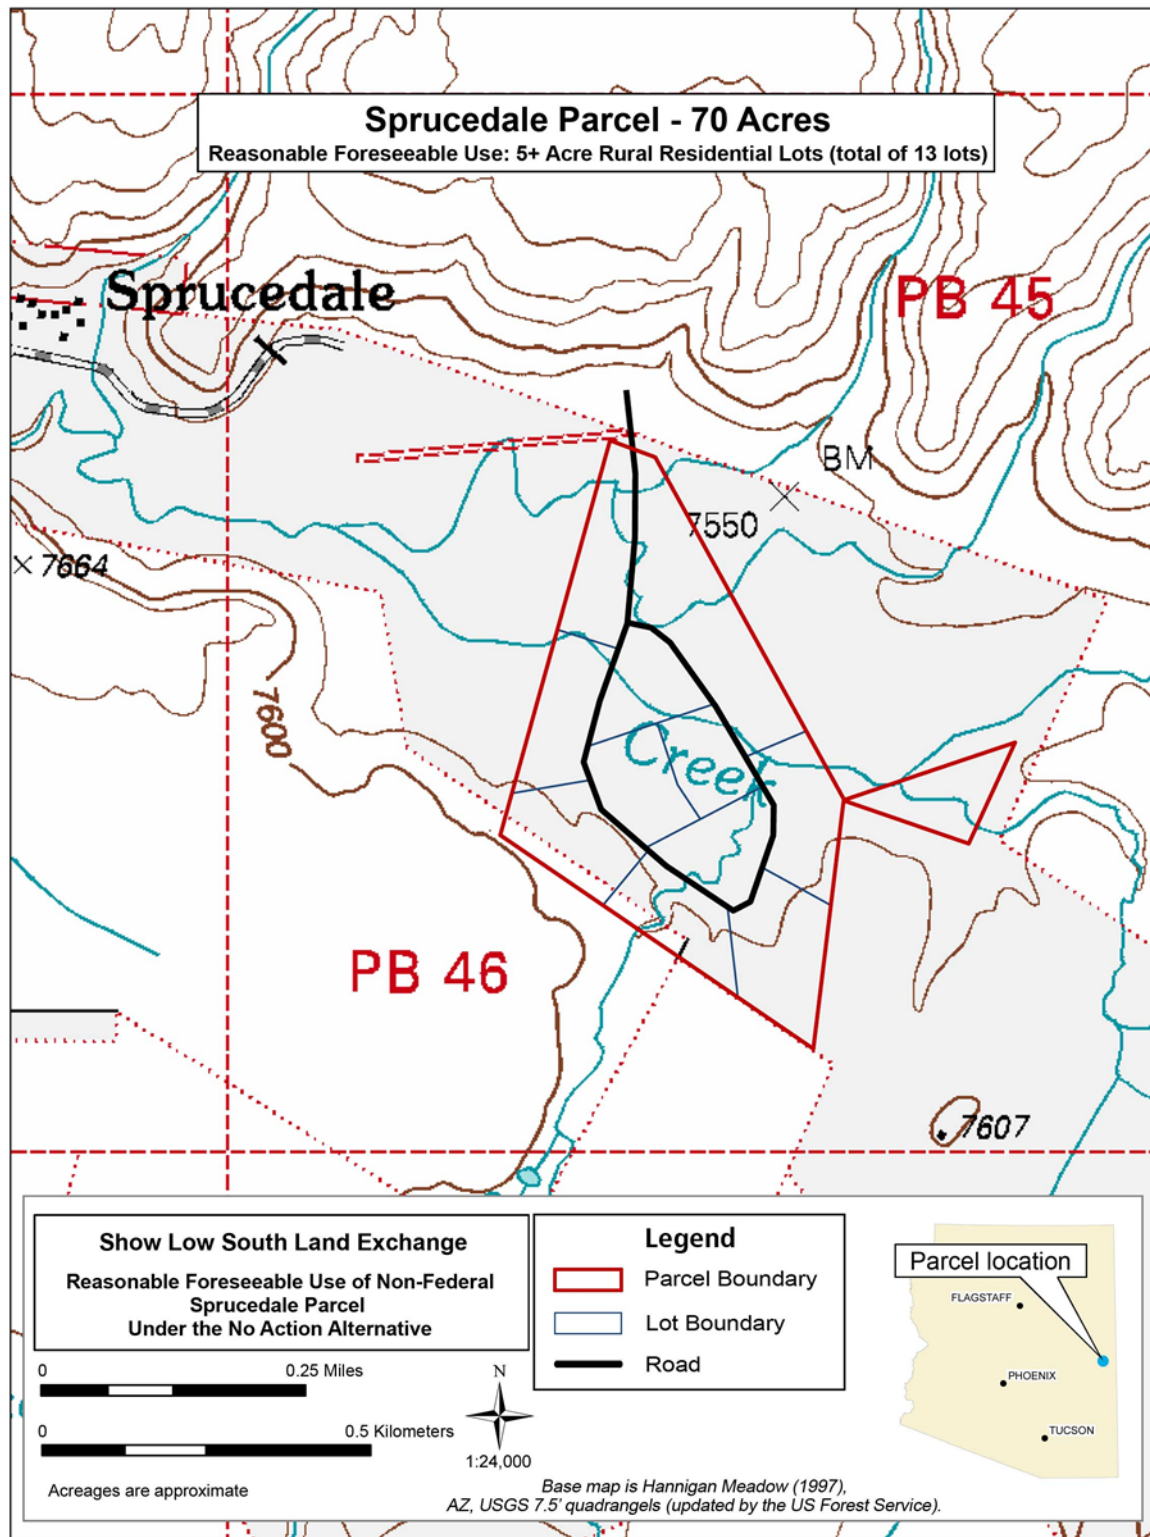 Sprucedale Parcel - 70 Acres
Reasonable Foreseeable Use: 5+ Acre Rural Residential Lots (total of 13 lots)
Sprucedale
PB 45
BM
7550
7664
7600
Creek
PB 46
7607
Show Low South Land Exchange
Reasonable Foreseeable Use of Non-Federal
Sprucedale Parcel
Under the No Action Alternative
0 0.25 Miles
0 0.5 Kilometers
N
1:24,000
Acreages are approximate
Legend
Parcel Boundary
Lot Boundary
Road
Parcel location
FLAGSTAFF
PHOENIX
TUCSON
Base map is Hannigan Meadow (1997),
AZ, USGS 7.5' quadrangels (updated by the US Forest Service).